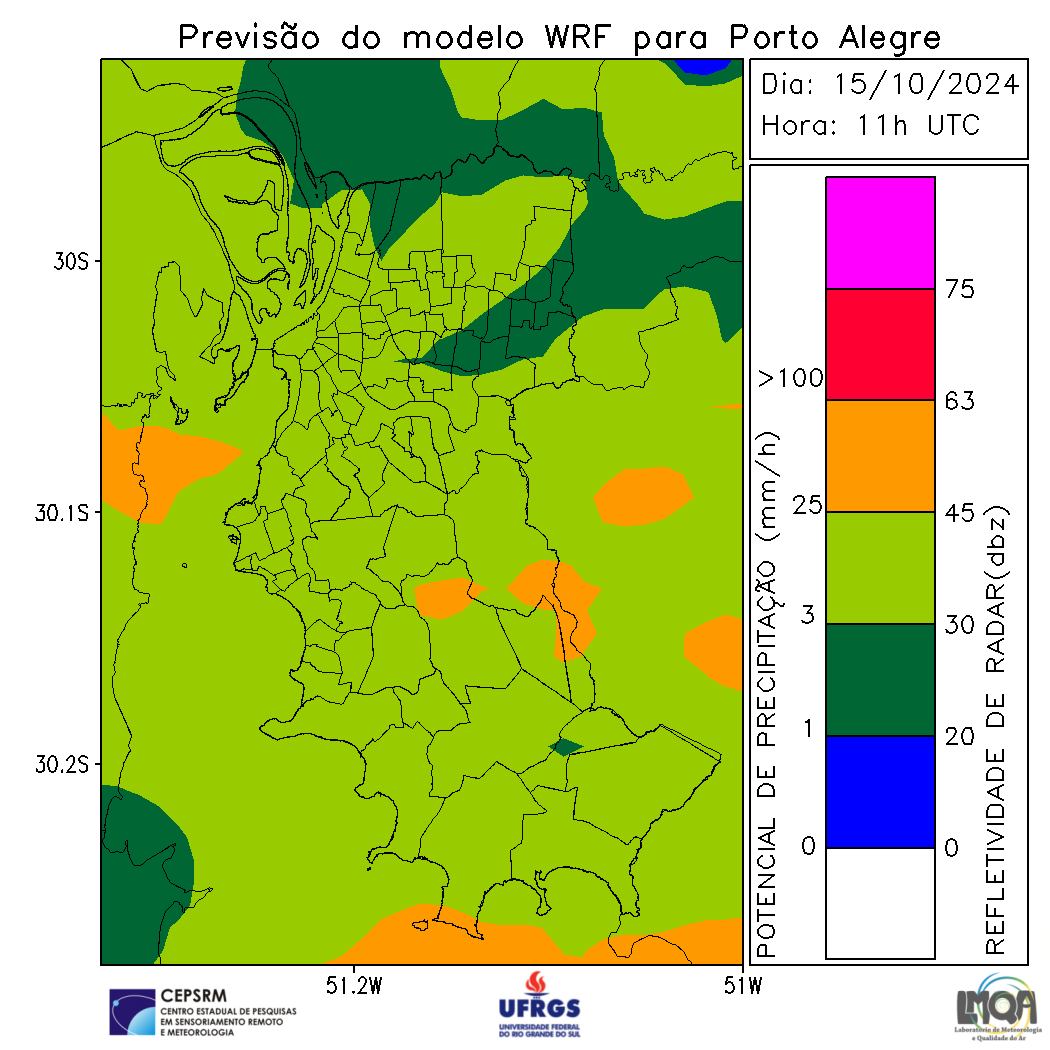 Previsão do modelo WRF para Porto Alegre
Dia: 15/10/2024
Hora: 11h UTC
30S
30.1S
30.2S
51.2W
51W
POTENCIAL DE PRECIPITAÇÃO (mm/h)
>100
25
3
1
0
75
63
45
30
20
0
REFLETIVIDADE DE RADAR(dbz)
CEPSRM
CENTRO ESTADUAL DE PESQUISAS
EM SENSORIAMENTO REMOTO
E METEOROLOGIA
UFRGS
UNIVERSIDADE FEDERAL
DO RIO GRANDE DO SUL
LMQA
Laboratório de Meteorologia
e Qualidade do Ar